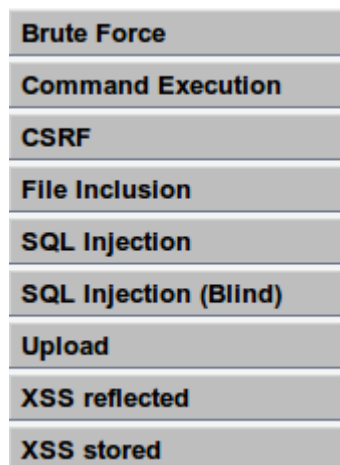 Brute Force
Command Execution
CSRF
File Inclusion
SQL Injection
SQL Injection (Blind)
Upload
XSS reflected
XSS stored